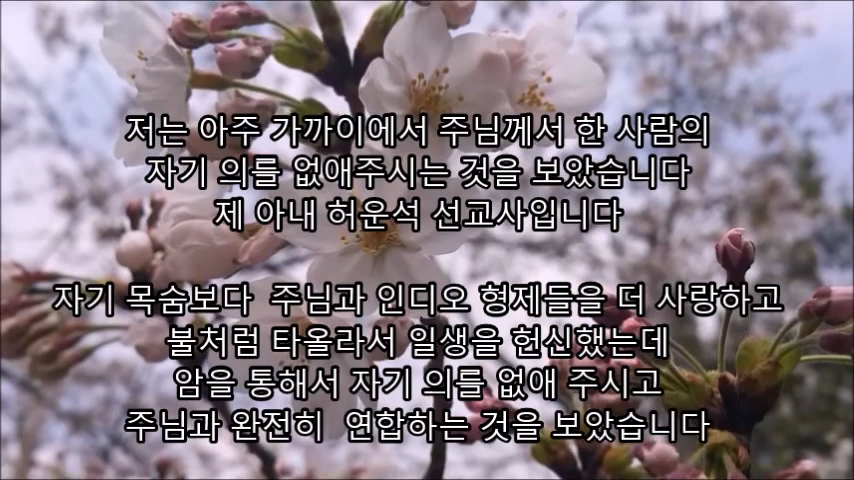 저는 아주 가까이에서 주님께서 한 사람의
자기 의를 없애주시는 것을 보았습니다
제 아내 허운석 선교사입니다
자기 목숨보다 주님과 인디오 형제들을 더 사랑하고
불처럼 타올라서 일생을 헌신했는데
암을 통해서 자기 의를 없애 주시고
주님과 완전히 연합하는 것을 보았습니다